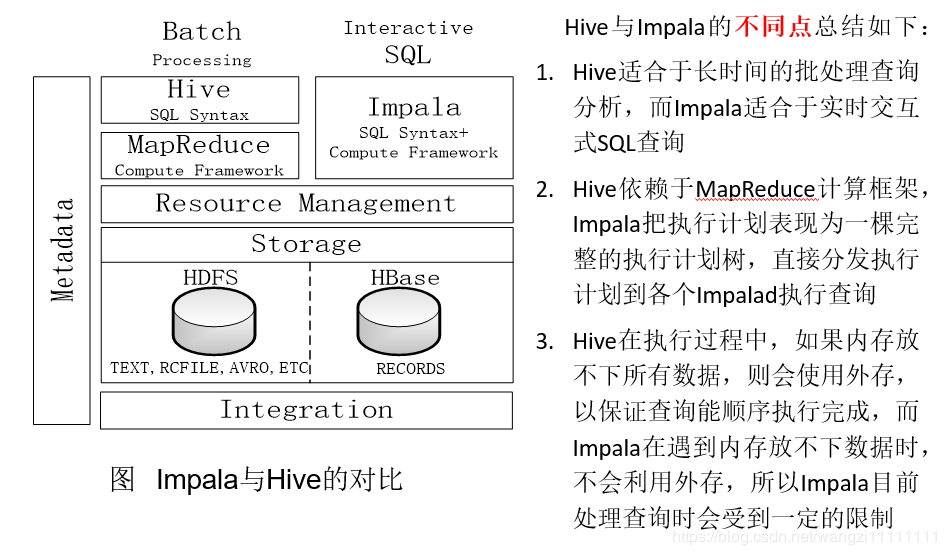 Batch
Processing
Interactive
SQL
Metadata
Hive
SQL Syntax
MapReduce
Compute Framework
Impala
SQL Syntax+
Compute Framework
Resource Management
Storage
HDFS
HBase
TEXT, RCFILE, AVRO, ETC
RECORDS
Integration
图 Impala与Hive的对比
Hive与Impala的不同点总结如下：
1. Hive适合于长时间的批处理查询
分析，而Impala适合于实时交互
式SQL查询
2. Hive依赖于MapReduce计算框架，
Impala把执行计划表现为一棵完
整的执行计划树，直接分发执行
计划到各个Impalad执行查询
3. Hive在执行过程中，如果内存放
不下所有数据，则会使用外存，
以保证查询能顺序执行完成，而
Impala在遇到内存放不下数据时，
不会利用外存，所以Impala目前
处理查询时会受到一定的限制
https://blog.csdn.net/wangzi11111111